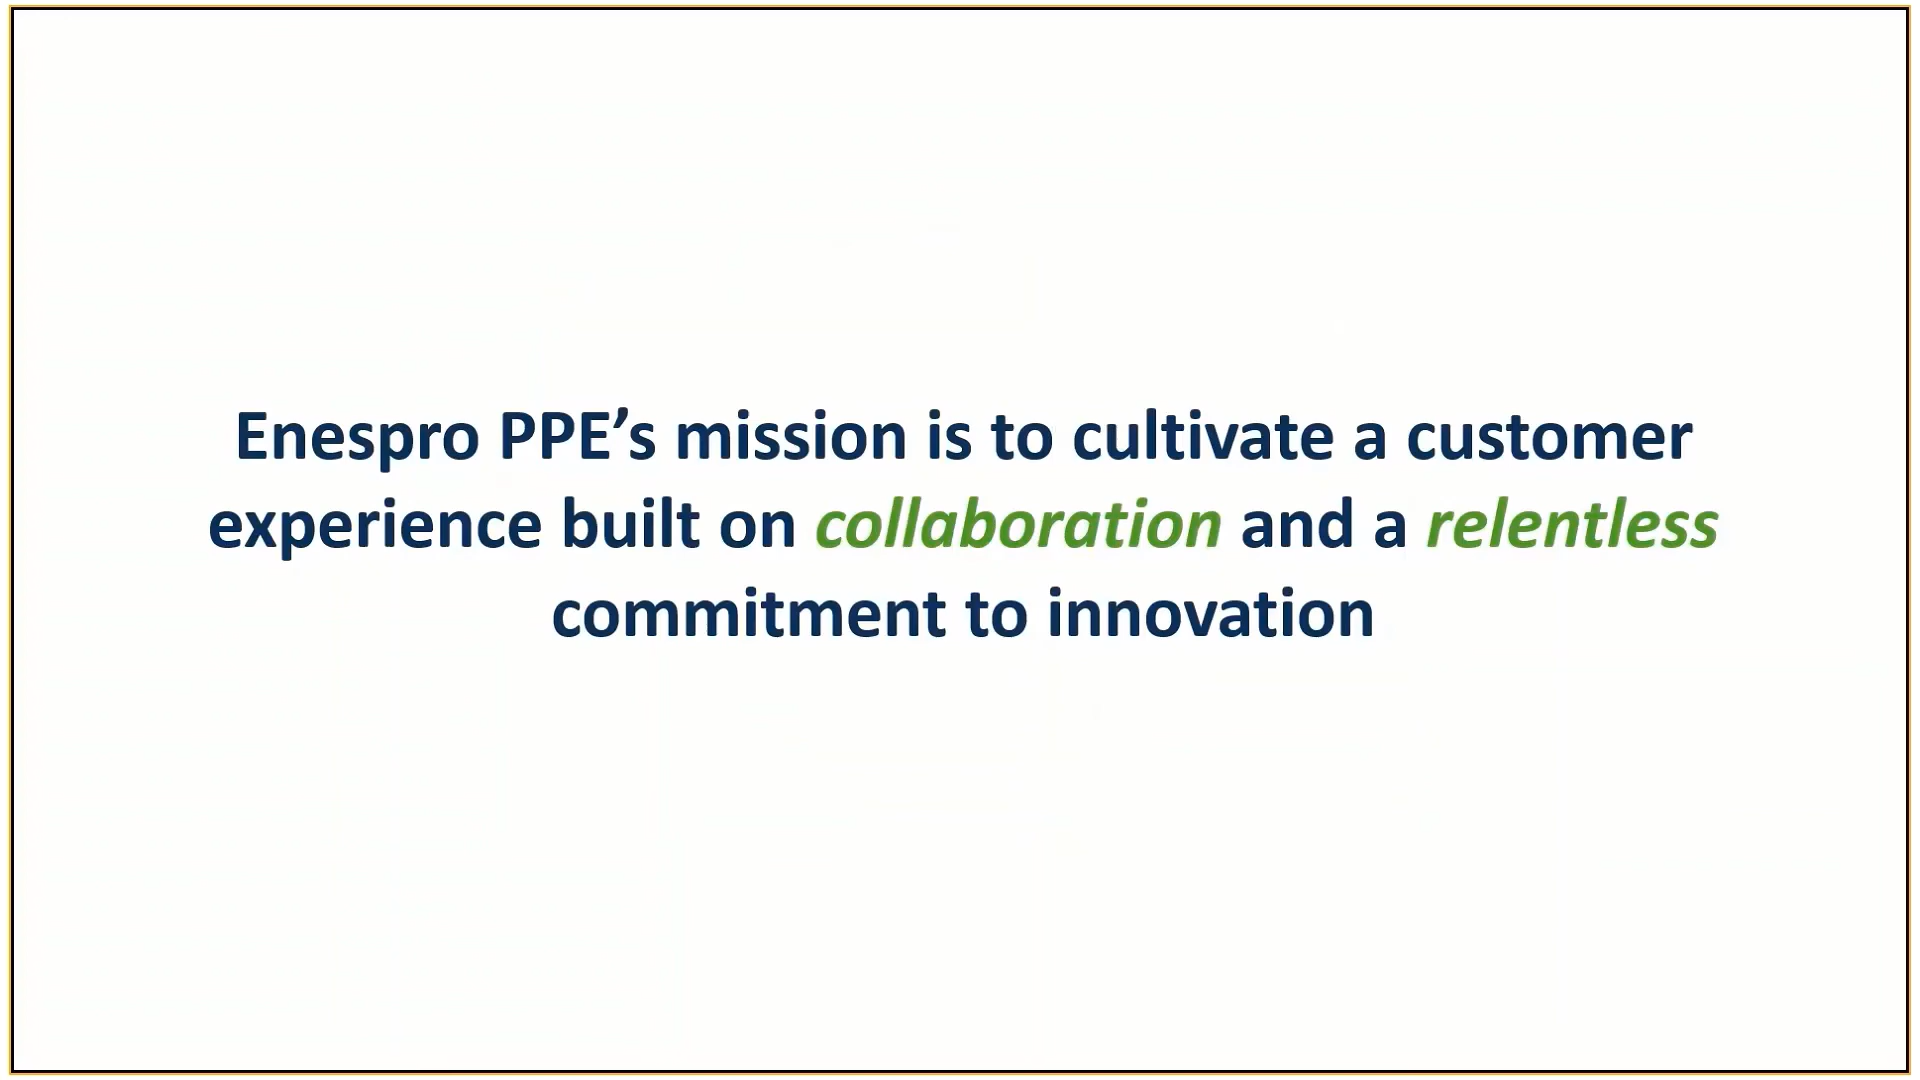 Enespro PPE’s mission is to cultivate a customer
experience built on collaboration and a relentless
commitment to innovation